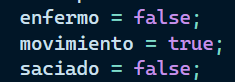 enfermo = false;
movimiento = true;
saciado = false;